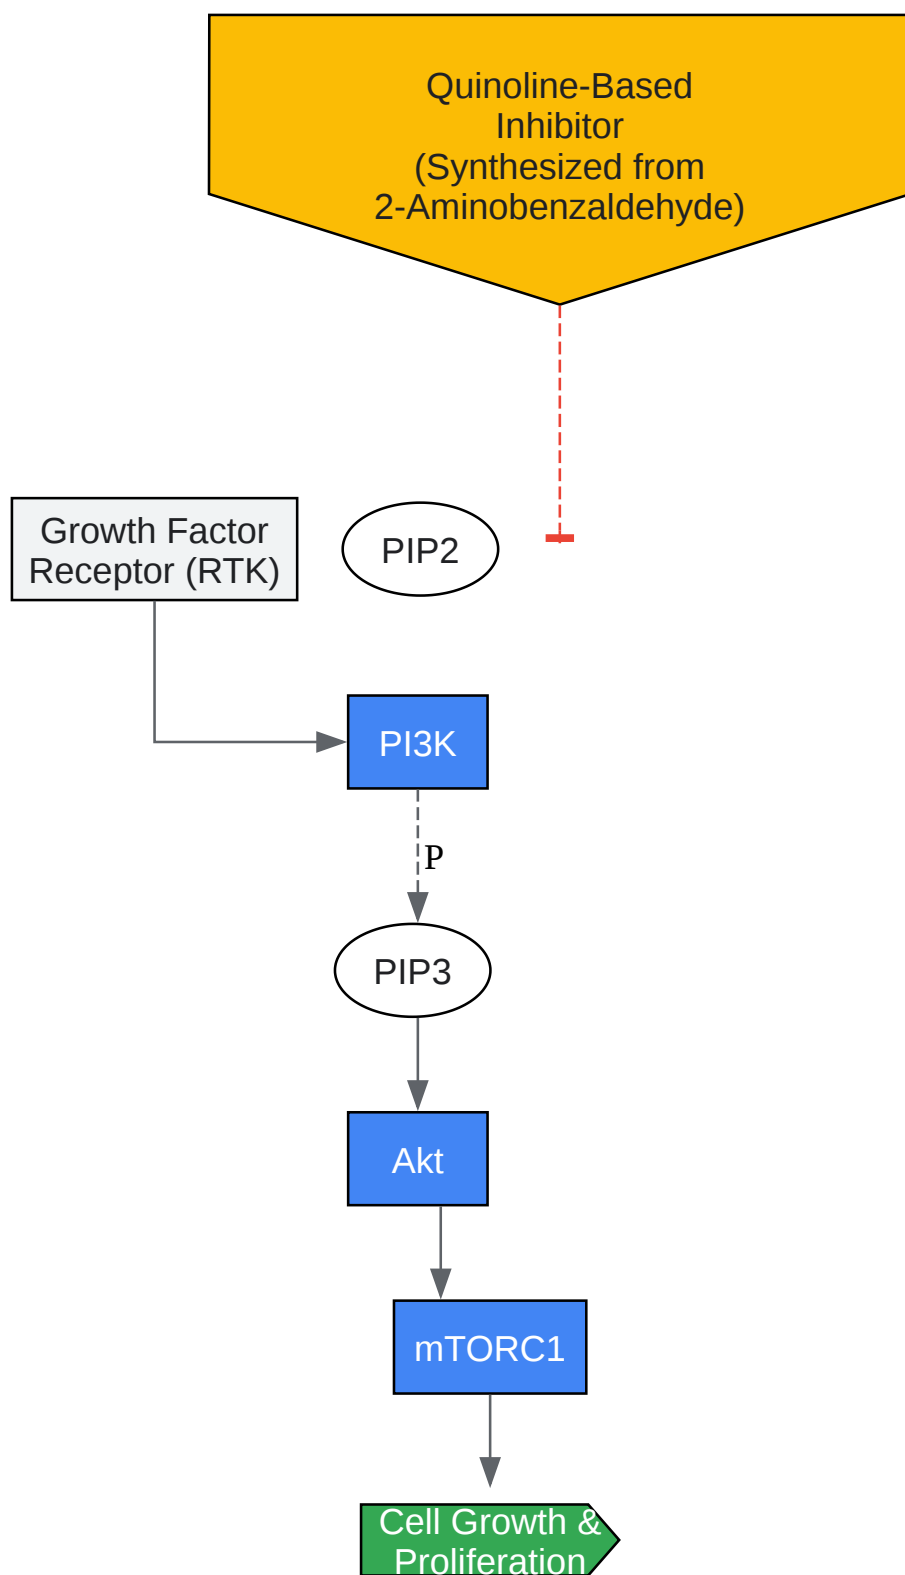 Quinoline-Based
Inhibitor
(Synthesized from
2-Aminobenzaldehyde)
Growth Factor
Receptor (RTK)
PIP2
PI3K
P
PIP3
Akt
mTORC1
Cell Growth &
Proliferation